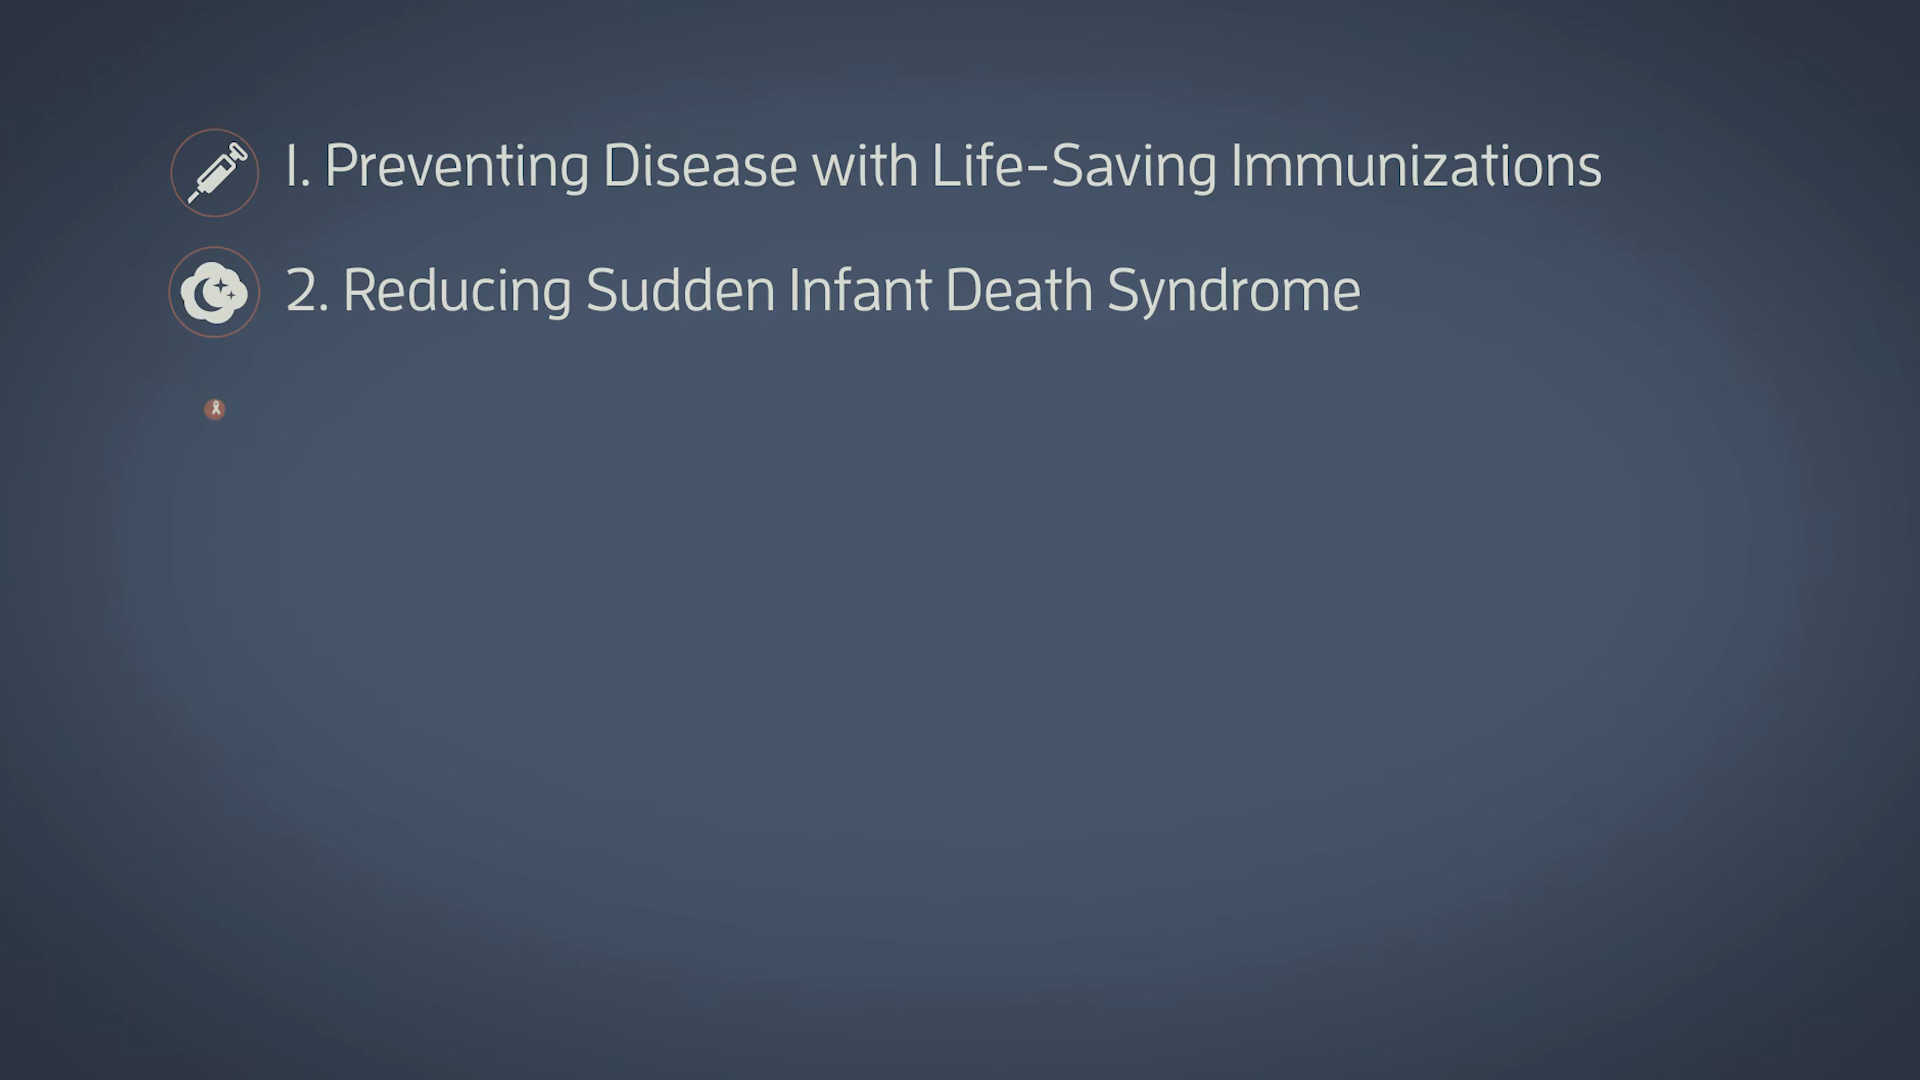 1. Preventing Disease with Life-Saving Immunizations
2. Reducing Sudden Infant Death Syndrome